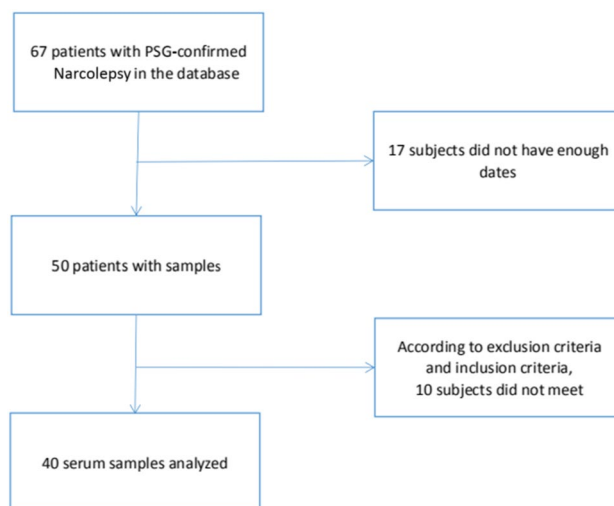 67 patients with PSG-confirmed
Narcolepsy in the database
17 subjects did not have enough
dates
50 patients with samples
According to exclusion criteria
and inclusion criteria,
10 subjects did not meet
40 serum samples analyzed